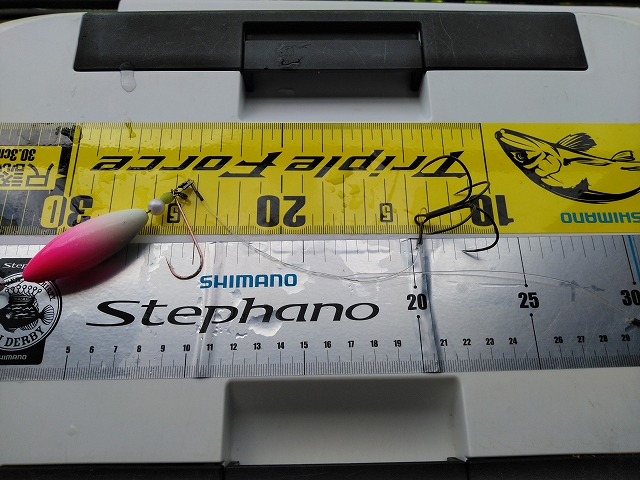 30.3cm
Triple Force
30 5 20 5 10
SHIMANO
SHIMANO
Stephano
20 25 30
DERBY
SHIMANO
5 6 7 8 9 10 11 12 13 14 15 16 17 18 19 21 22 23 24 26 27 28 29